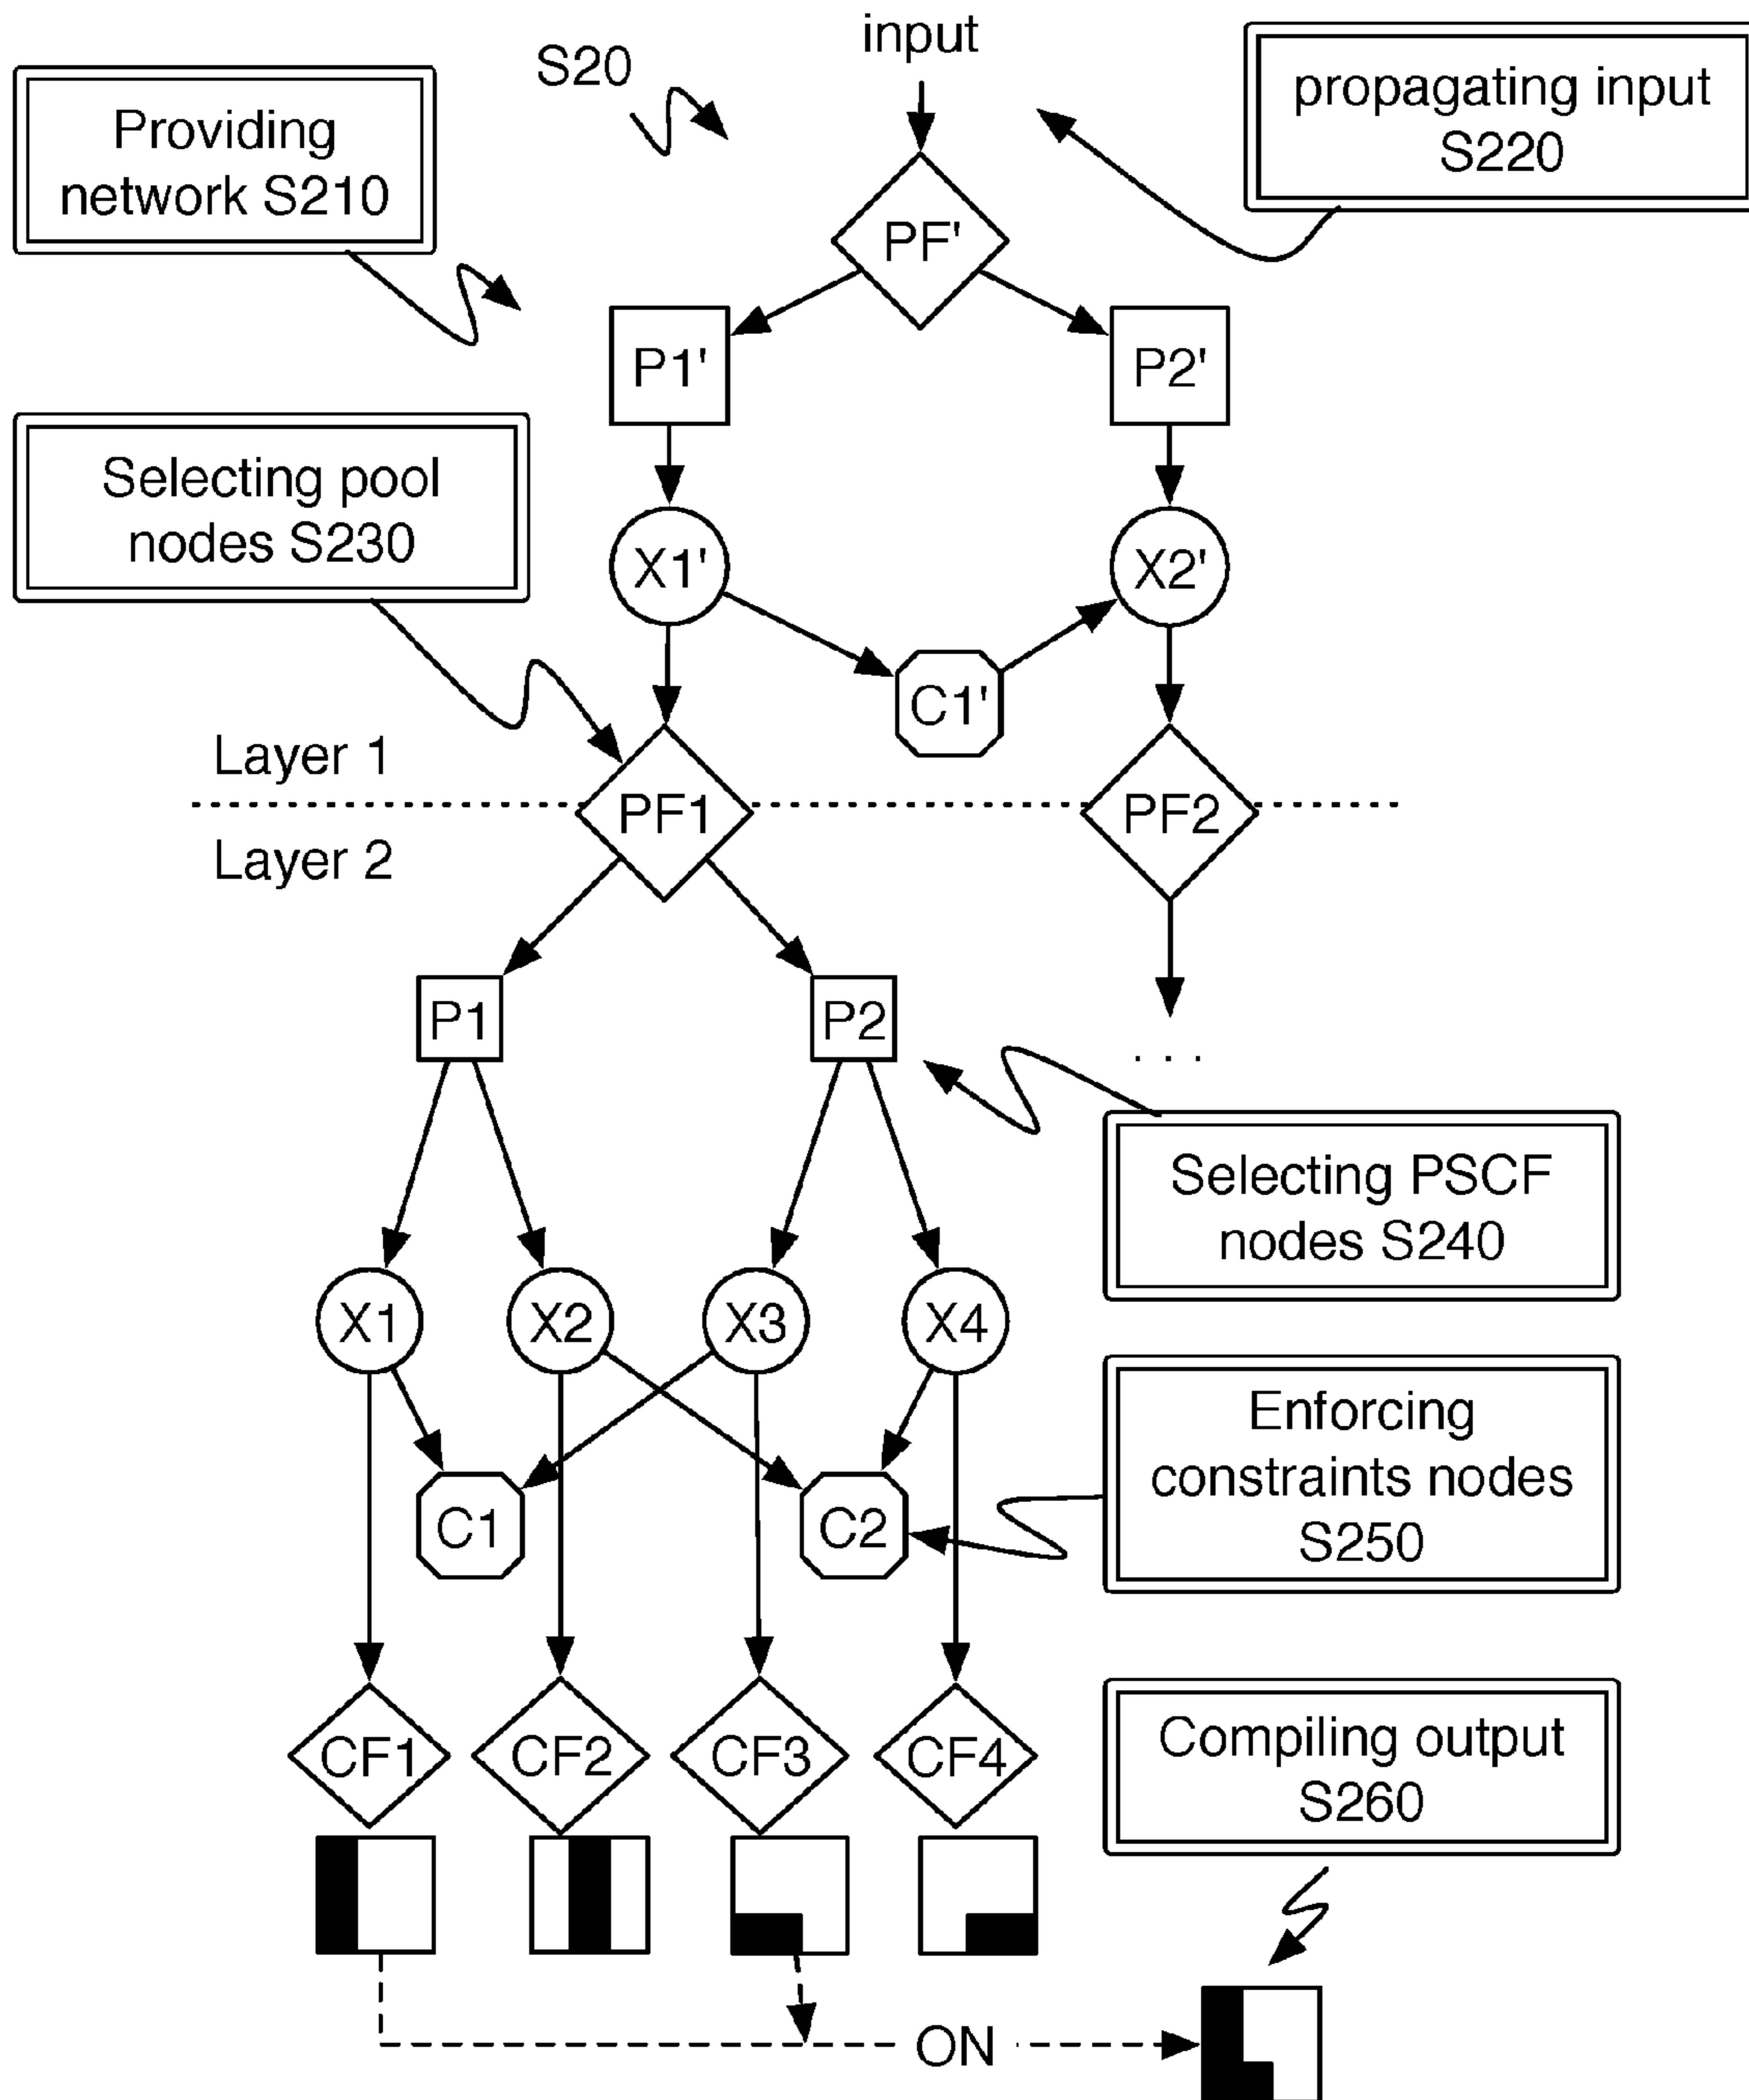 input
S20
Providing
network S210
propagating input
S220
PF'
P1'
P2'
Selecting pool
nodes S230
X1'
X2'
C1'
Layer 1
PF1
PF2
Layer 2
P1
P2
. . .
Selecting PSCF
nodes S240
X1
X2
X3
X4
Enforcing
constraints nodes
S250
C1
C2
CF1
CF2
CF3
CF4
Compiling output
S260
ON